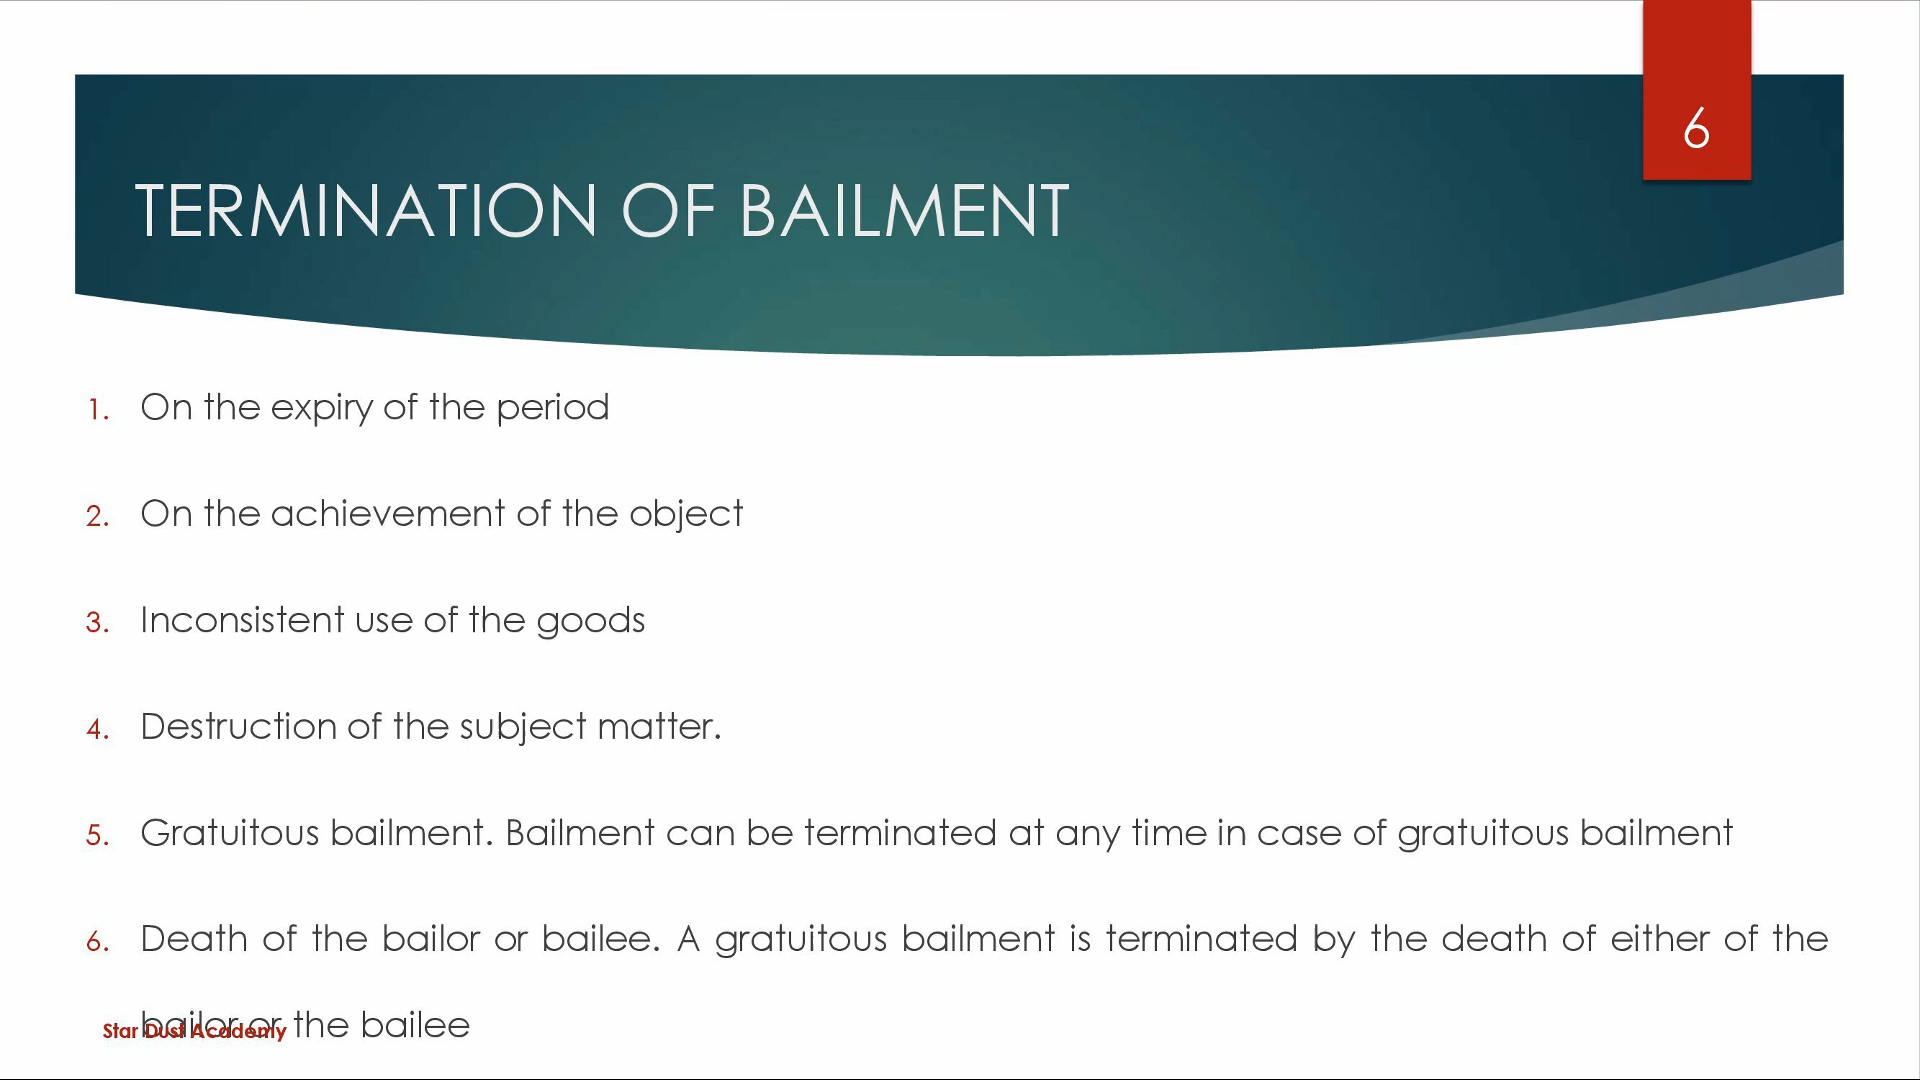 6
TERMINATION OF BAILMENT
1. On the expiry of the period
2. On the achievement of the object
3. Inconsistent use of the goods
4. Destruction of the subject matter.
5. Gratuitous bailment. Bailment can be terminated at any time in case of gratuitous bailment
6. Death of the bailor or bailee. A gratuitous bailment is terminated by the death of either of the
bailor or the bailee
Star Dust Academy